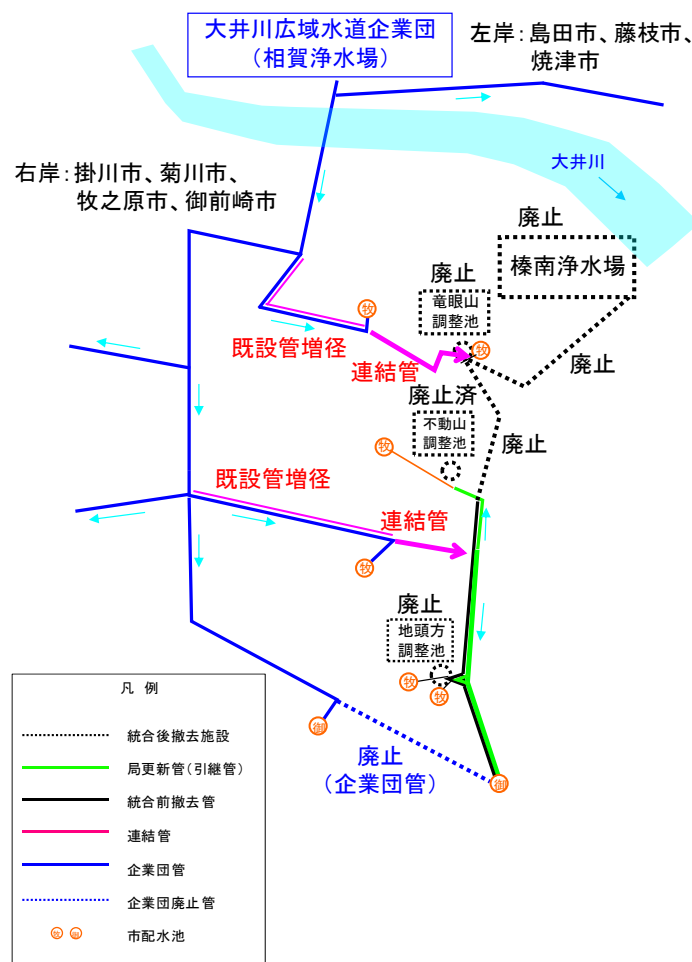 大井川広域水道企業団
（相賀浄水場）
左岸：島田市、藤枝市、
焼津市
大井川
右岸：掛川市、菊川市、
牧之原市、御前崎市
廃止
榛南浄水場
廃止
竜眼山
調整池
牧
牧
既設管増径
連結管
廃止
廃止済
不動山
調整池
牧
廃止
既設管増径
連結管
牧
廃止
地頭方
調整池
牧
牧
御
廃止
（企業団管）
御
凡 例
統合後撤去施設
局更新管（引継管）
統合前撤去管
連結管
企業団管
企業団廃止管
牧 御 市配水池